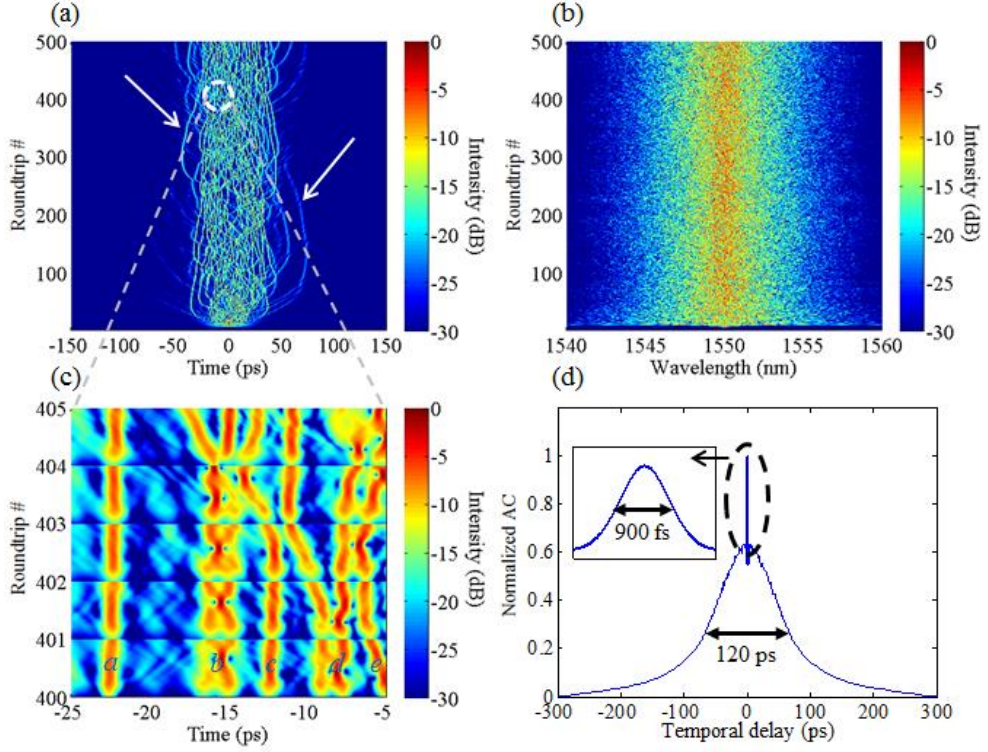 (a)
500
400
300
200
100
Roundtrip #
-150 -100 -50 0 50 100 150
Time (ps)
0
-5
-10
-15
-20
-25
-30
Intensity (dB)
(b)
500
400
300
200
100
Roundtrip #
1540 1545 1550 1555 1560
Wavelength (nm)
0
-5
-10
-15
-20
-25
-30
Intensity (dB)
(c)
405
404
403
402
401
400
Roundtrip #
a b c d e
-25 -20 -15 -10 -5
Time (ps)
0
-5
-10
-15
-20
-25
-30
Intensity (dB)
(d)
1
0.8
0.6
0.4
0.2
0
Normalized AC
900 fs
120 ps
-300 -200 -100 0 100 200 300
Temporal delay (ps)